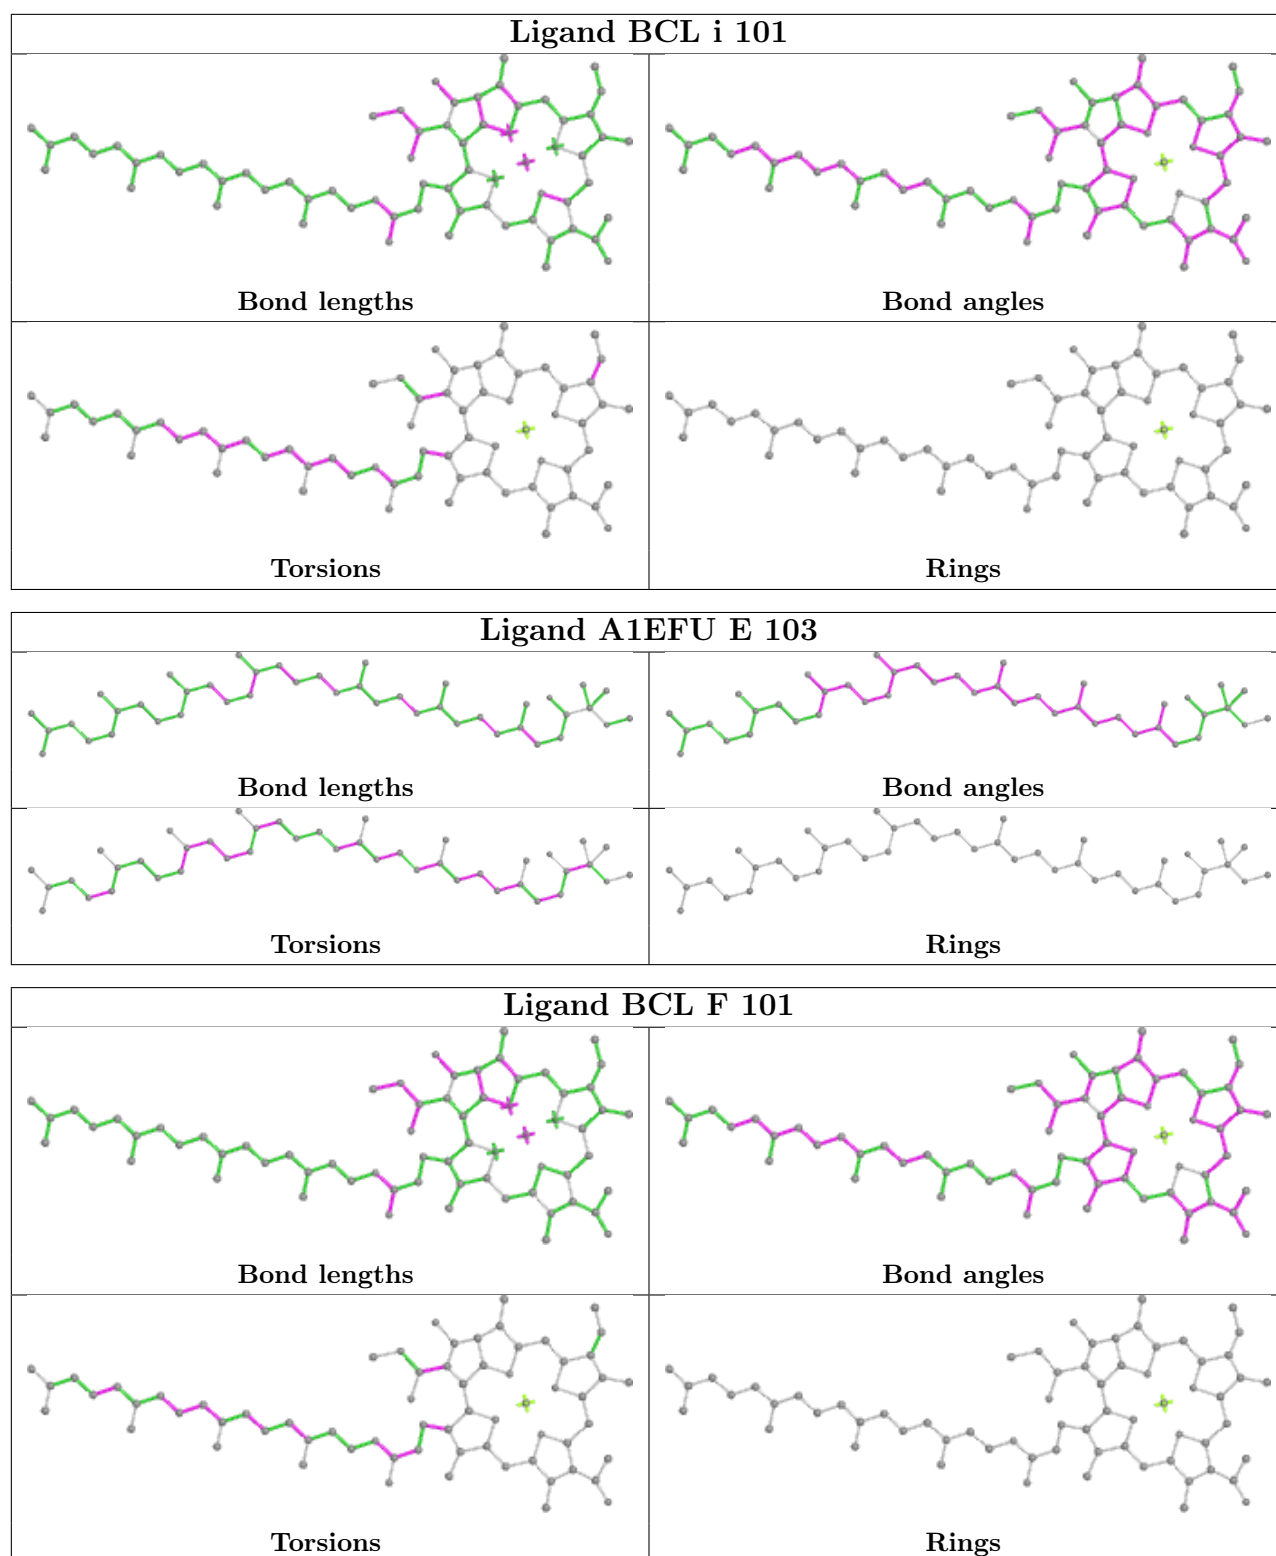 Ligand BCL i 101
Bond lengths
Bond angles
Torsions
Rings
Ligand A1EFU E 103
Bond lengths
Bond angles
Torsions
Rings
Ligand BCL F 101
Bond lengths
Bond angles
Torsions
Rings